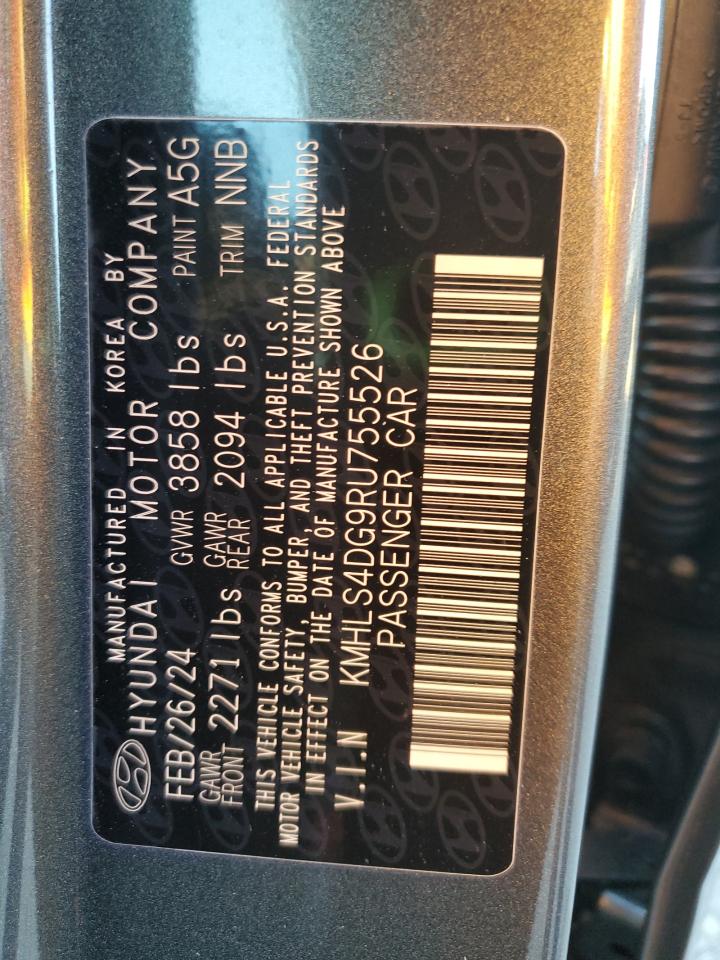 MANUFACTURED IN KOREA BY
HYUNDAI MOTOR COMPANY
FEB/26/24 GVWR 3858 lbs PAINT A5G
GAWR FRONT 2271 lbs GAWR REAR 2094 lbs TRIM NNB
THIS VEHICLE CONFORMS TO ALL APPLICABLE U.S.A. FEDERAL
MOTOR VEHICLE SAFETY, BUMPER, AND THEFT PREVENTION STANDARDS
IN EFFECT ON THE DATE OF MANUFACTURE SHOWN ABOVE
V.I.N KMHLS4DG9RU755526
PASSENGER CAR